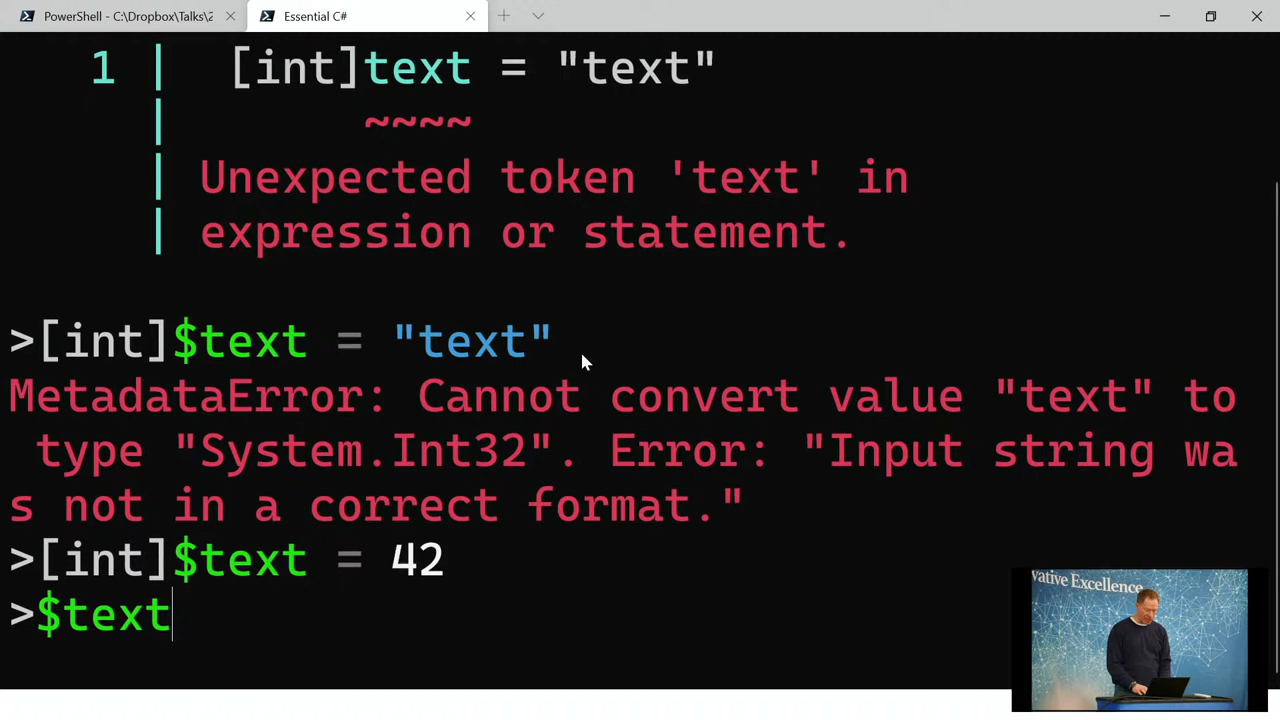 PowerShell - C:\Dropbox\Talks\2
Essential C#
1 | [int]text = "text"
| ~~~~
| Unexpected token 'text' in
| expression or statement.
>[int]$text = "text"
MetadataError: Cannot convert value "text" to
type "System.Int32". Error: "Input string wa
s not in a correct format."
>[int]$text = 42
>$text
vative Excellence